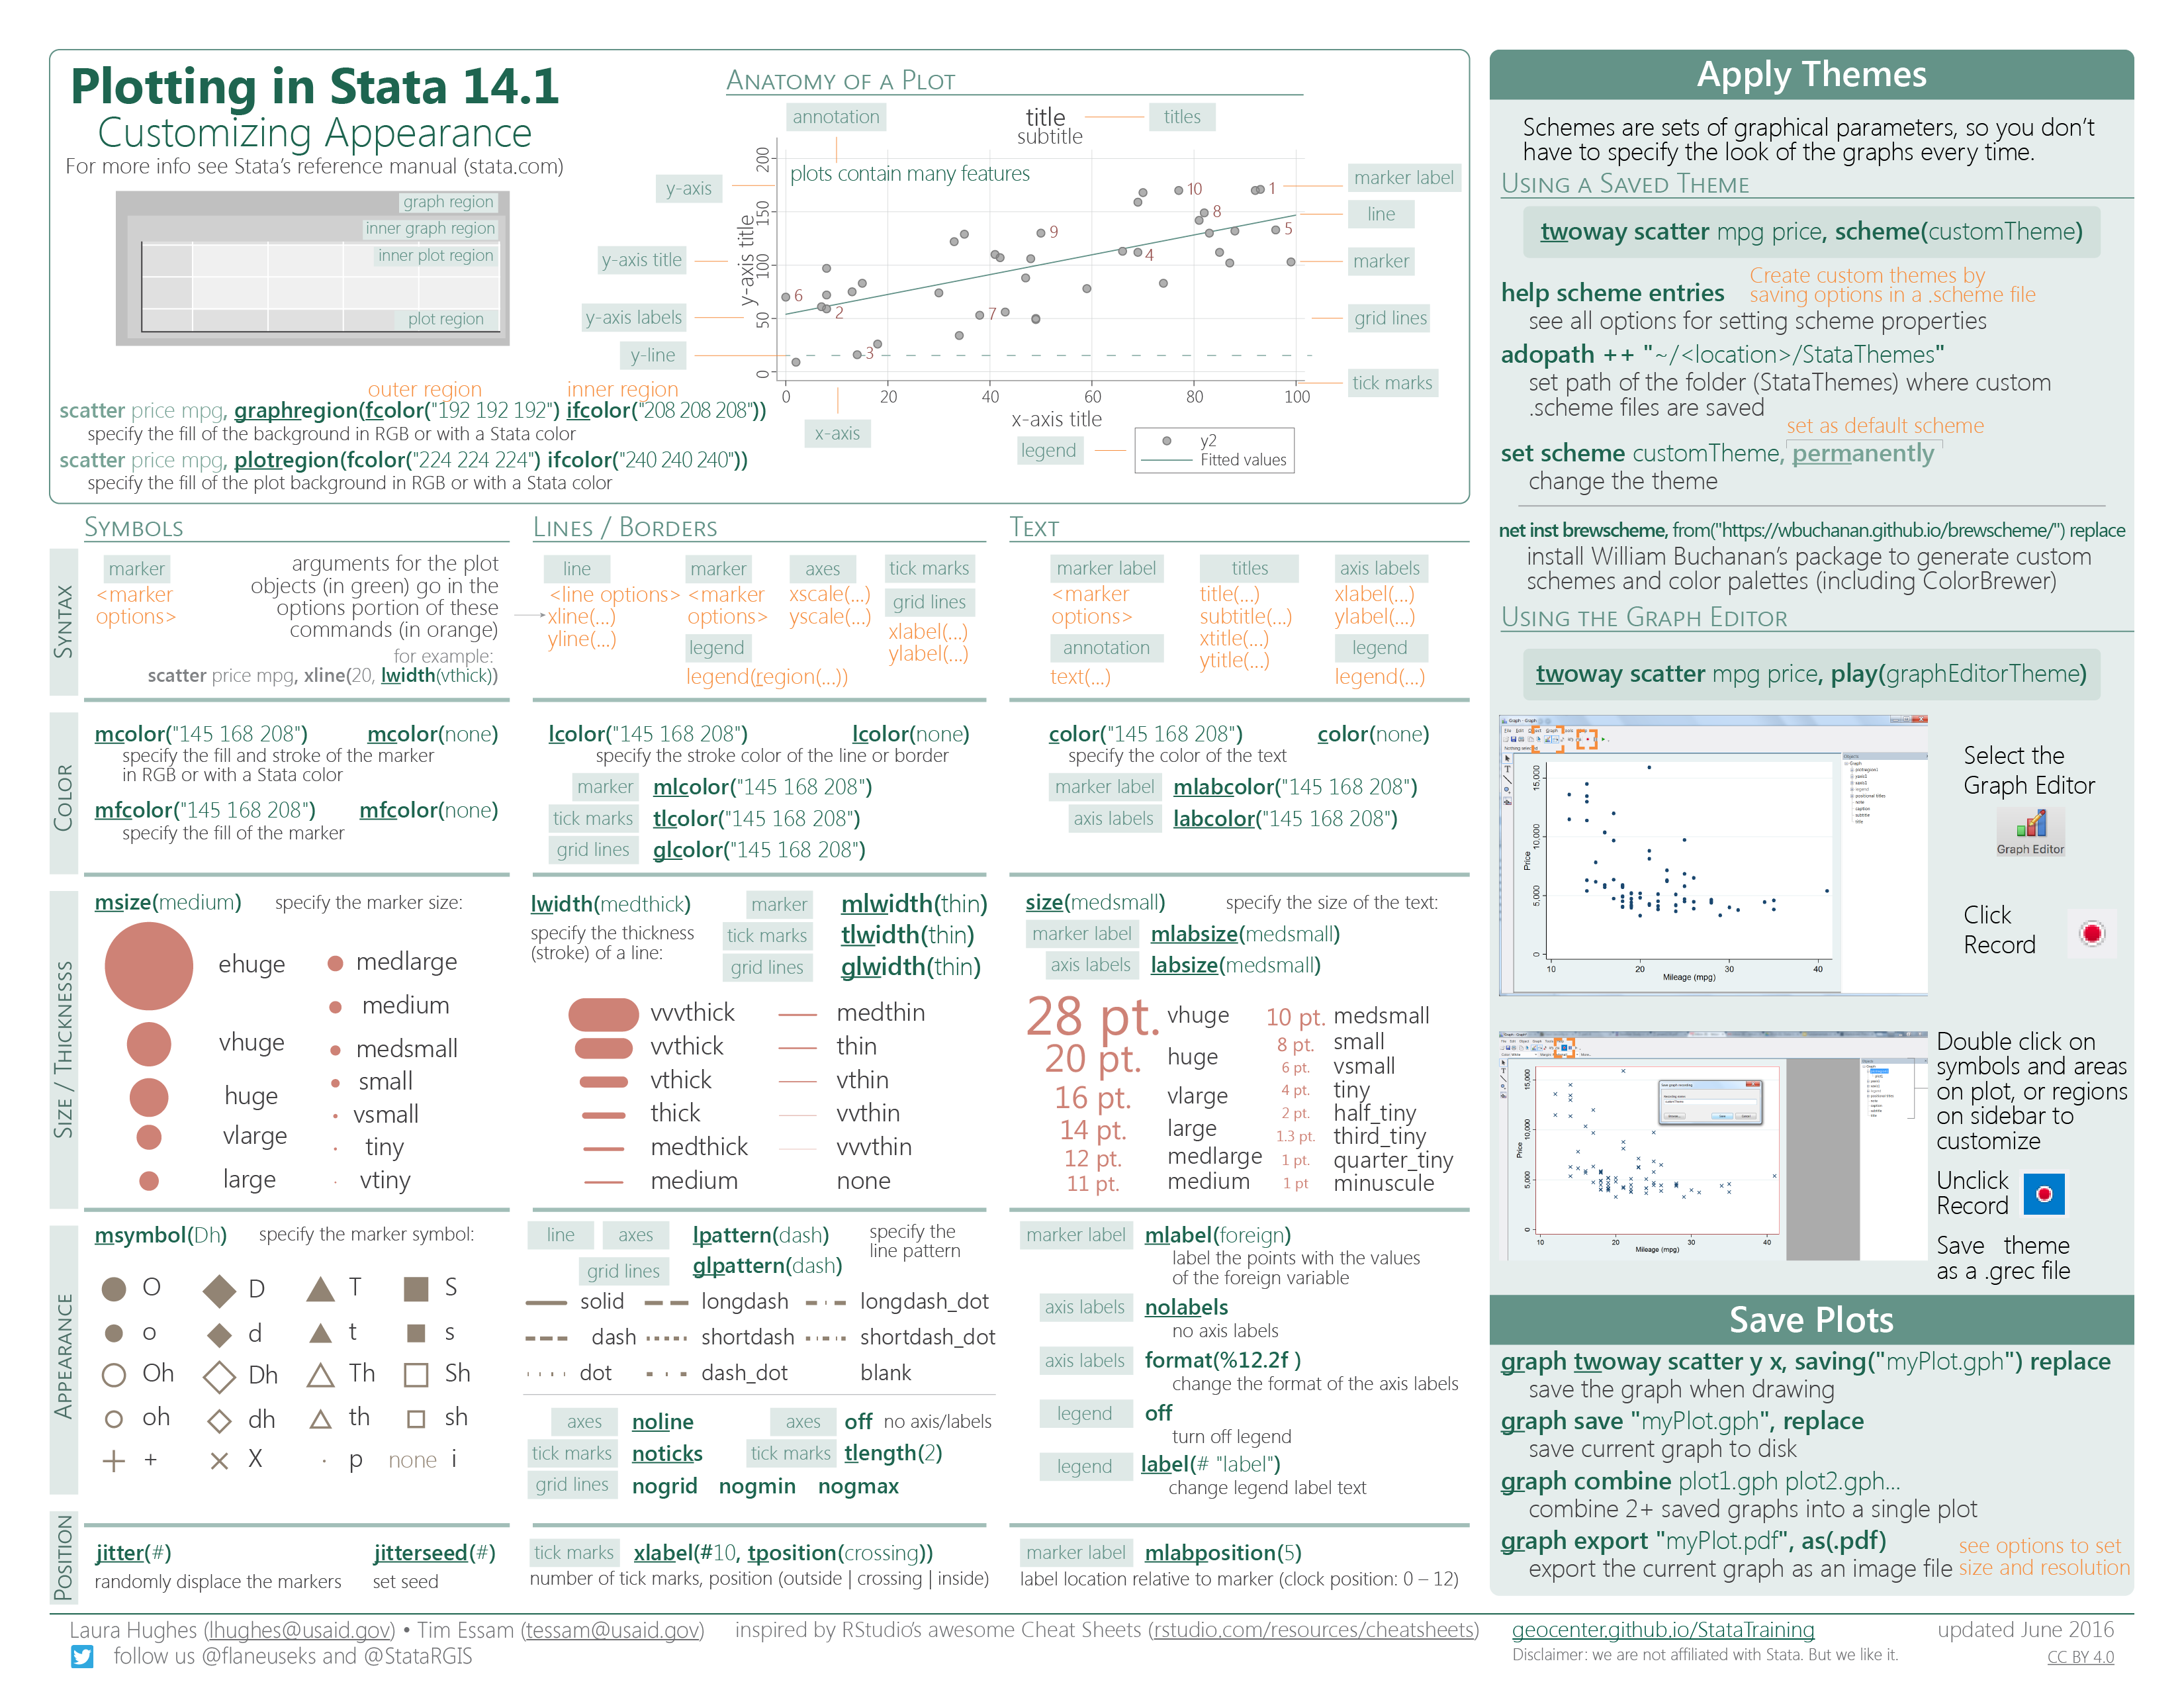 Plotting in Stata 14.1
Customizing Appearance
For more info see Stata's reference manual (stata.com)
graph region
inner graph region
inner plot region
plot region
outer region inner region
scatter price mpg, graphregion(fcolor("192 192 192") ifcolor("208 208 208"))
specify the fill of the background in RGB or with a Stata color
scatter price mpg, plotregion(fcolor("224 224 224") ifcolor("240 240 240"))
specify the fill of the plot background in RGB or with a Stata color
ANATOMY OF A PLOT
annotation
title
subtitle
titles
plots contain many features
y-axis
y-axis title
y-axis labels
y-line
y-axis title
200
150
100
50
0
0 20 40 60 80 100
10
1
8
5
9
4
6
2
7
3
marker label
line
marker
grid lines
tick marks
x-axis
x-axis title
legend
y2
Fitted values
SYMBOLS
LINES / BORDERS
TEXT
SYNTAX
marker
<marker
options>
arguments for the plot
objects (in green) go in the
options portion of these
commands (in orange)
for example:
scatter price mpg, xline(20, lwidth(vthick))
line
<line options>
xline(...)
yline(...)
marker
<marker
options>
legend
legend(region(...))
axes
xscale(...)
yscale(...)
tick marks
grid lines
xlabel(...)
ylabel(...)
marker label
<marker
options>
annotation
text(...)
titles
title(...)
subtitle(...)
xtitle(...)
ytitle(...)
axis labels
xlabel(...)
ylabel(...)
legend
legend(...)
COLOR
mcolor("145 168 208") mcolor(none)
specify the fill and stroke of the marker
in RGB or with a Stata color
mfcolor("145 168 208") mfcolor(none)
specify the fill of the marker
lcolor("145 168 208") lcolor(none)
specify the stroke color of the line or border
marker mlcolor("145 168 208")
tick marks tlcolor("145 168 208")
grid lines glcolor("145 168 208")
color("145 168 208") color(none)
specify the color of the text
marker label mlabcolor("145 168 208")
axis labels labcolor("145 168 208")
SIZE / THICKNESS
msize(medium) specify the marker size:
ehuge
vhuge
huge
vlarge
large
medlarge
medium
medsmall
small
vsmall
tiny
vtiny
lwidth(medthick)
specify the thickness
(stroke) of a line:
marker mlwidth(thin)
tick marks tlwidth(thin)
grid lines glwidth(thin)
vvvthick
vvthick
vthick
thick
medthick
medium
medthin
thin
vthin
vvthin
vvvthin
none
size(medsmall) specify the size of the text:
marker label mlabsize(medsmall)
axis labels labsize(medsmall)
28 pt. vhuge
20 pt. huge
16 pt. vlarge
14 pt. large
12 pt. medlarge
11 pt. medium
10 pt. medsmall
8 pt. small
6 pt. vsmall
4 pt. tiny
2 pt. half_tiny
1.3 pt. third_tiny
1 pt. quarter_tiny
1 pt minuscule
APPEARANCE
msymbol(Dh) specify the marker symbol:
O D T S
o d t s
Oh Dh Th Sh
oh dh th sh
+ X p none i
line axes lpattern(dash)
grid lines glpattern(dash)
specify the
line pattern
solid longdash longdash_dot
dash shortdash shortdash_dot
dot dash_dot blank
axes noline axes off no axis/labels
tick marks noticks tick marks tlength(2)
grid lines nogrid nogmin nogmax
marker label mlabel(foreign)
label the points with the values
of the foreign variable
axis labels nolabels
no axis labels
axis labels format(%12.2f )
change the format of the axis labels
legend off
turn off legend
legend label(# "label")
change legend label text
POSITION
jitter(#) jitterseed(#)
randomly displace the markers set seed
tick marks xlabel(#10, tposition(crossing))
number of tick marks, position (outside | crossing | inside)
marker label mlabposition(5)
label location relative to marker (clock position: 0 – 12)
Apply Themes
Schemes are sets of graphical parameters, so you don't
have to specify the look of the graphs every time.
USING A SAVED THEME
twoway scatter mpg price, scheme(customTheme)
help scheme entries
Create custom themes by
saving options in a .scheme file
see all options for setting scheme properties
adopath ++ "~/<location>/StataThemes"
set path of the folder (StataThemes) where custom
.scheme files are saved
set as default scheme
set scheme customTheme, permanently
change the theme
net inst brewscheme, from("https://wbuchanan.github.io/brewscheme/") replace
install William Buchanan's package to generate custom
schemes and color palettes (including ColorBrewer)
USING THE GRAPH EDITOR
twoway scatter mpg price, play(graphEditorTheme)
Price
15,000
10,000
5,000
0
10 20 30 40
Mileage (mpg)
Select the
Graph Editor
Graph Editor
Click
Record
Price
15,000
10,000
5,000
0
10 20 30 40
Mileage (mpg)
Double click on
symbols and areas
on plot, or regions
on sidebar to
customize
Unclick
Record
Save theme
as a .grec file
Save Plots
graph twoway scatter y x, saving("myPlot.gph") replace
save the graph when drawing
graph save "myPlot.gph", replace
save current graph to disk
graph combine plot1.gph plot2.gph...
combine 2+ saved graphs into a single plot
graph export "myPlot.pdf", as(.pdf)
export the current graph as an image file
see options to set
size and resolution
Laura Hughes (lhughes@usaid.gov) • Tim Essam (tessam@usaid.gov)
follow us @flaneuseks and @StataRGIS
inspired by RStudio's awesome Cheat Sheets (rstudio.com/resources/cheatsheets)
geocenter.github.io/StataTraining
Disclaimer: we are not affiliated with Stata. But we like it.
updated June 2016
CC BY 4.0